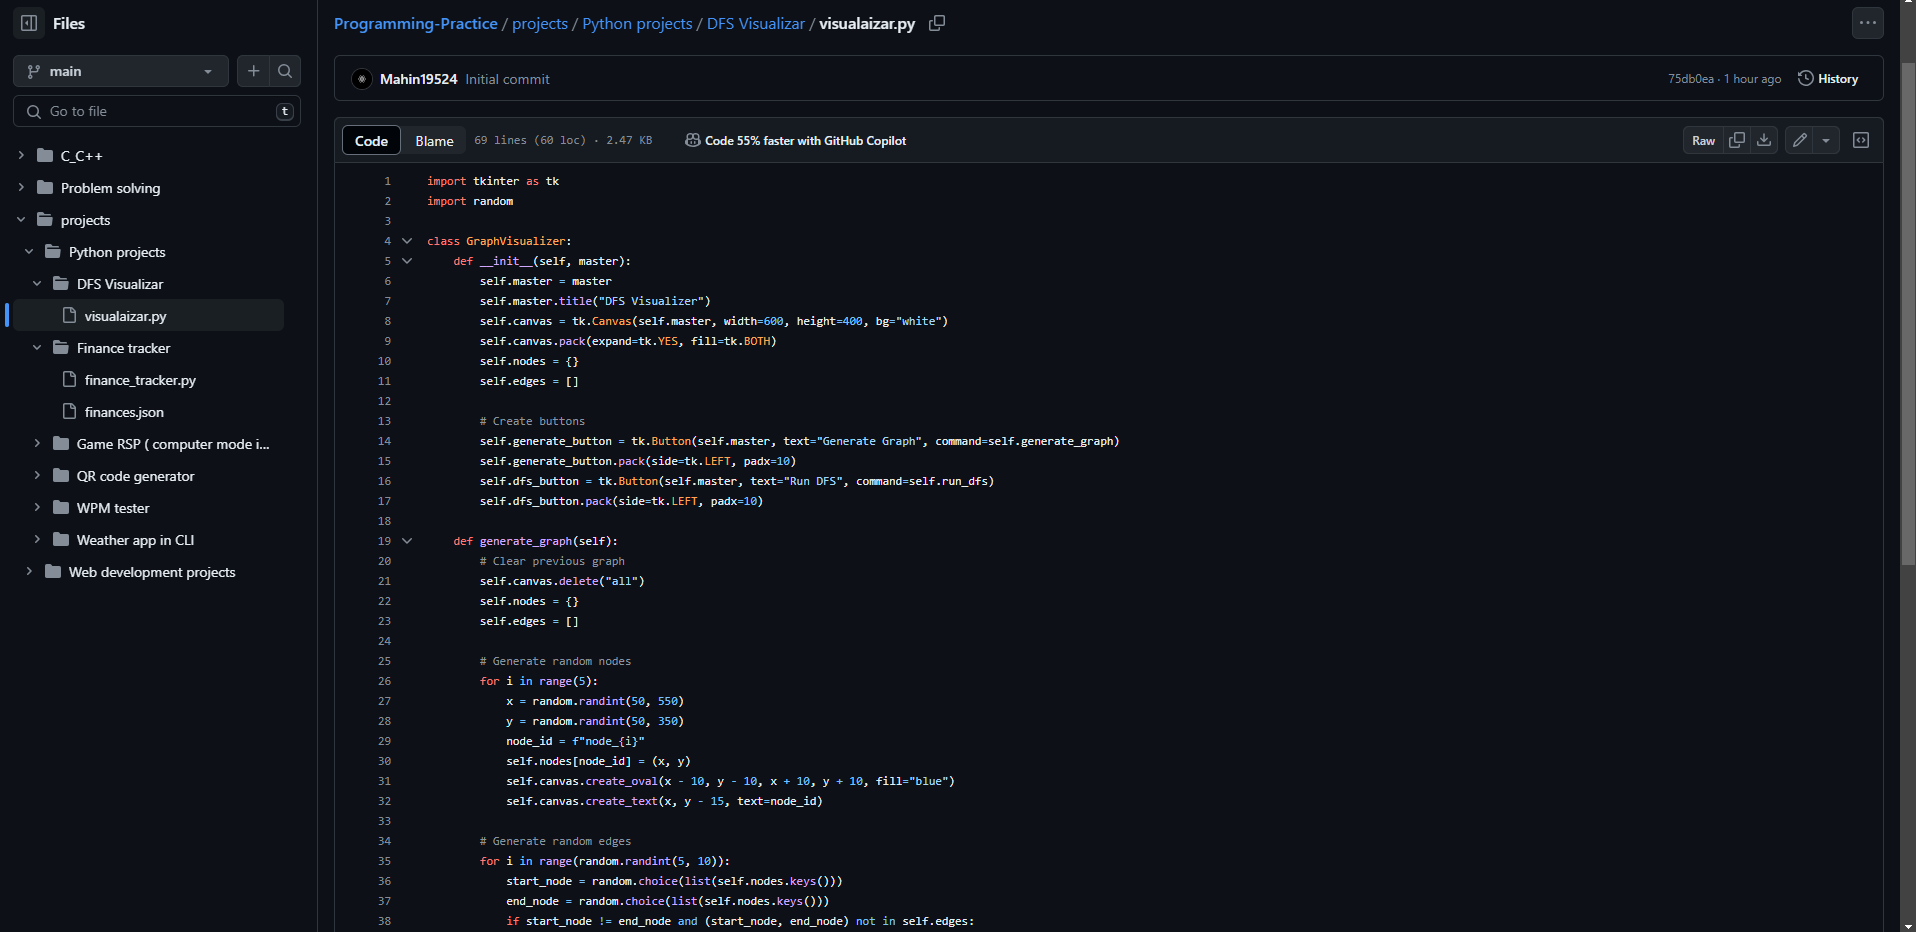 Files
main
Go to file
t
C_C++
Problem solving
projects
Python projects
DFS Visualizar
visualaizar.py
Finance tracker
finance_tracker.py
finances.json
Game RSP ( computer mode i...
QR code generator
WPM tester
Weather app in CLI
Web development projects
Programming-Practice / projects / Python projects / DFS Visualizar / visualaizar.py
Mahin19524 Initial commit
75db0ea · 1 hour ago
History
Code Blame 69 lines (60 loc) · 2.47 KB Code 55% faster with GitHub Copilot
Raw
1 import tkinter as tk
2 import random
3
4 class GraphVisualizer:
5 def __init__(self, master):
6 self.master = master
7 self.master.title("DFS Visualizer")
8 self.canvas = tk.Canvas(self.master, width=600, height=400, bg="white")
9 self.canvas.pack(expand=tk.YES, fill=tk.BOTH)
10 self.nodes = {}
11 self.edges = []
12
13 # Create buttons
14 self.generate_button = tk.Button(self.master, text="Generate Graph", command=self.generate_graph)
15 self.generate_button.pack(side=tk.LEFT, padx=10)
16 self.dfs_button = tk.Button(self.master, text="Run DFS", command=self.run_dfs)
17 self.dfs_button.pack(side=tk.LEFT, padx=10)
18
19 def generate_graph(self):
20 # Clear previous graph
21 self.canvas.delete("all")
22 self.nodes = {}
23 self.edges = []
24
25 # Generate random nodes
26 for i in range(5):
27 x = random.randint(50, 550)
28 y = random.randint(50, 350)
29 node_id = f"node_{i}"
30 self.nodes[node_id] = (x, y)
31 self.canvas.create_oval(x - 10, y - 10, x + 10, y + 10, fill="blue")
32 self.canvas.create_text(x, y - 15, text=node_id)
33
34 # Generate random edges
35 for i in range(random.randint(5, 10)):
36 start_node = random.choice(list(self.nodes.keys()))
37 end_node = random.choice(list(self.nodes.keys()))
38 if start_node != end_node and (start_node, end_node) not in self.edges: